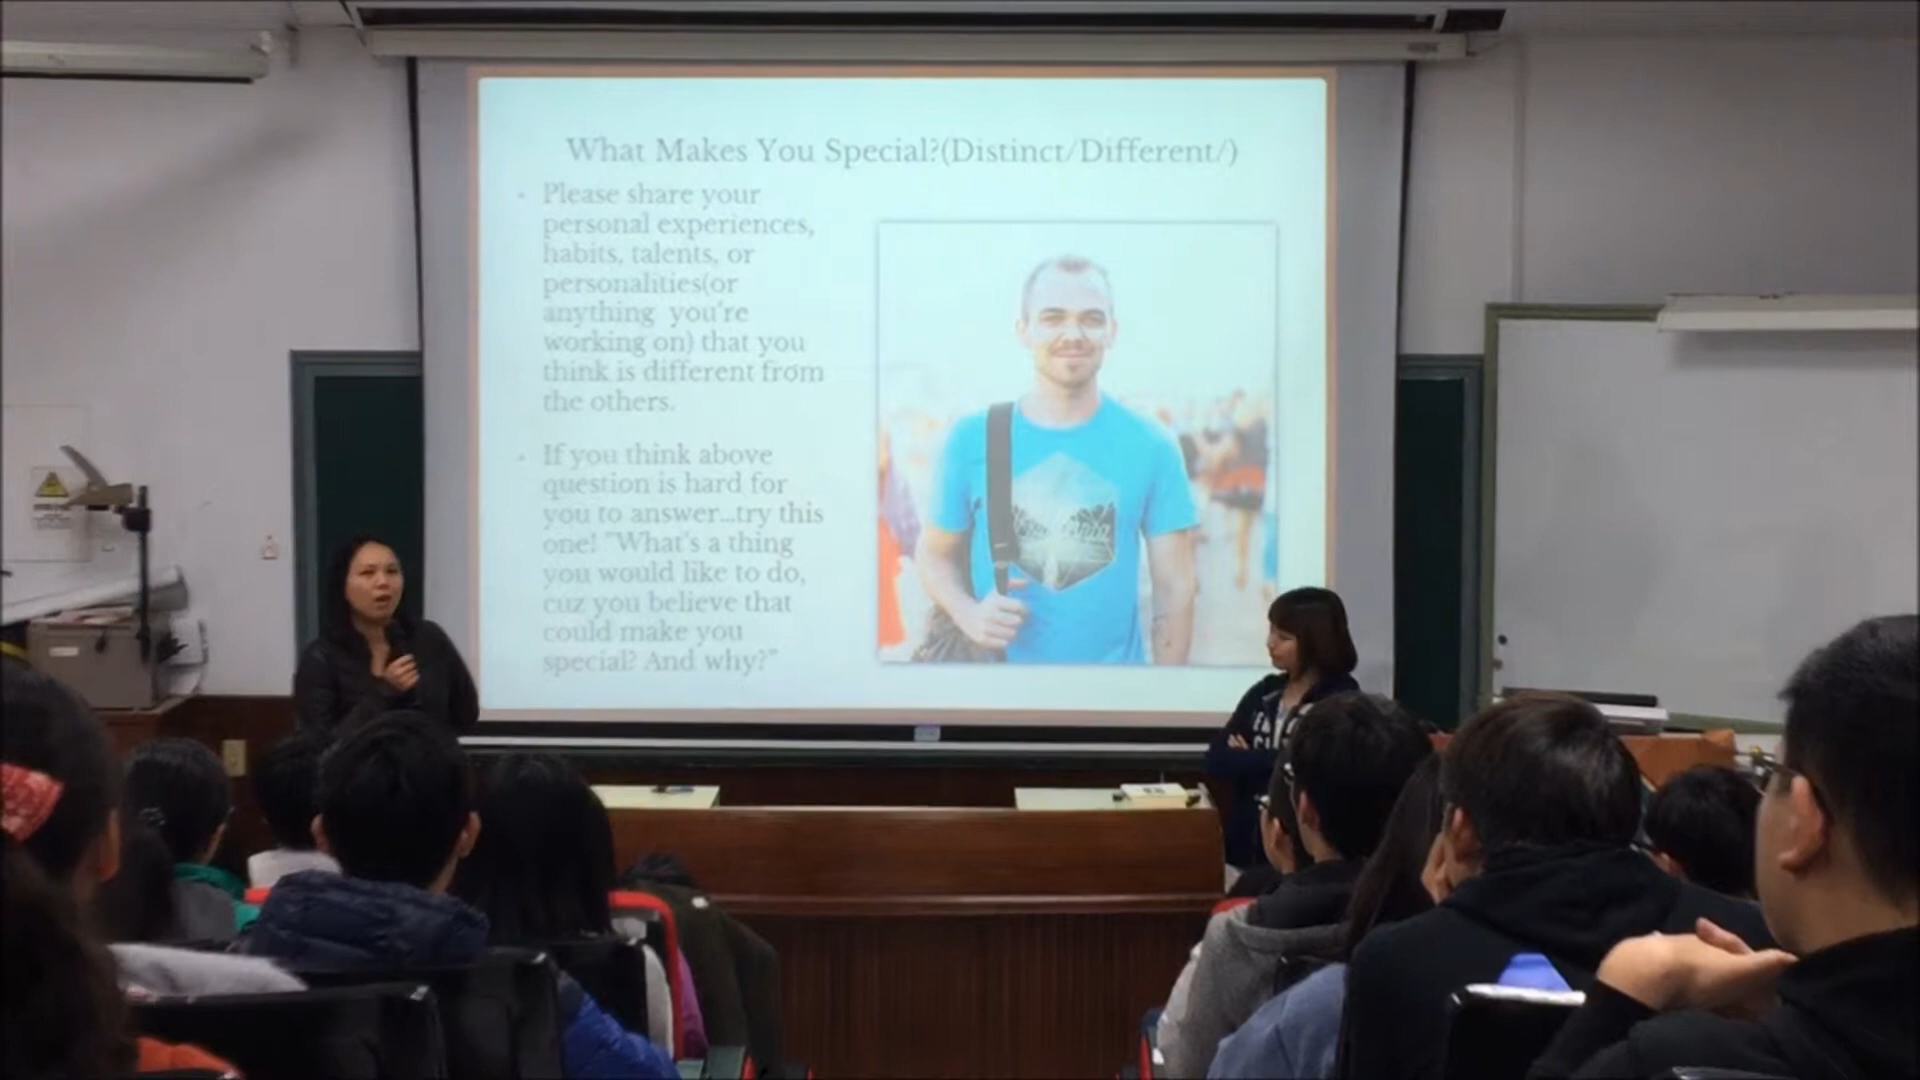 What Makes You Special?(Distinct/Different/)
• Please share your
personal experiences,
habits, talents, or
personalities(or
anything you're
working on) that you
think is different from
the others.
• If you think above
question is hard for
you to answer...try this
one! "What's a thing
you would like to do,
cuz you believe that
could make you
special? And why?"